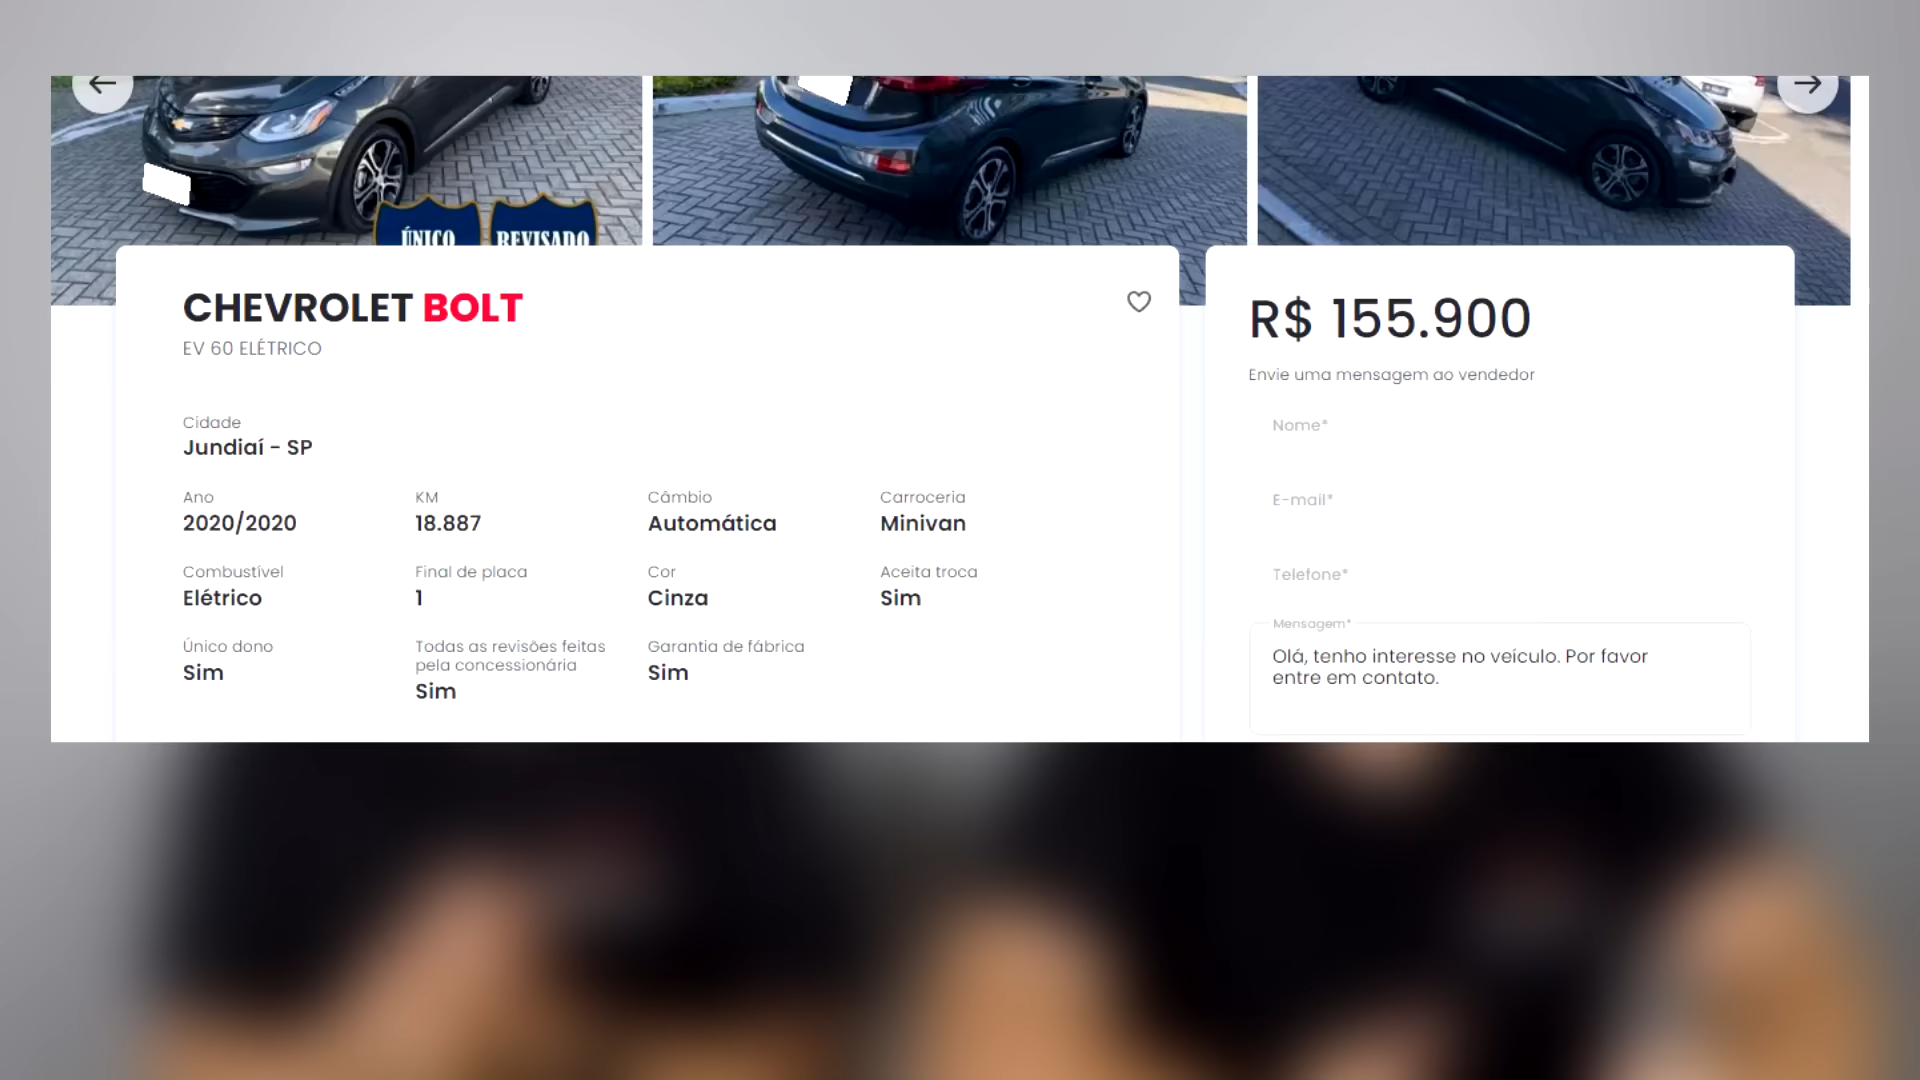 ÚNICO REVISADO
CHEVROLET BOLT
EV 60 ELÉTRICO
Cidade
Jundiaí - SP
Ano
2020/2020
KM
18.887
Câmbio
Automática
Carroceria
Minivan
Combustível
Elétrico
Final de placa
1
Cor
Cinza
Aceita troca
Sim
Único dono
Sim
Todas as revisões feitas
pela concessionária
Sim
Garantia de fábrica
Sim
R$ 155.900
Envie uma mensagem ao vendedor
Nome*
E-mail*
Telefone*
Mensagem*
Olá, tenho interesse no veículo. Por favor
entre em contato.